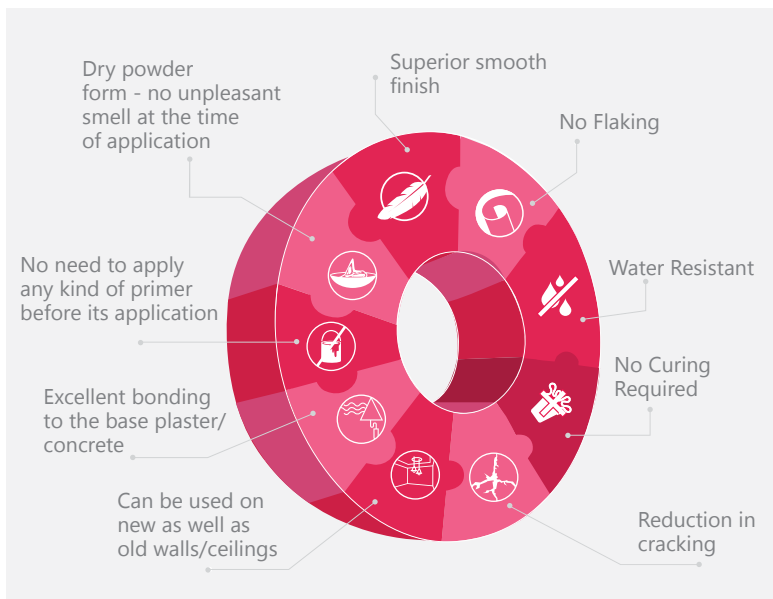 Dry powder
form - no unpleasant
smell at the time
of application
Superior smooth
finish
No Flaking
Water Resistant
No Curing
Required
Reduction in
cracking
Can be used on
new as well as
old walls/ceilings
Excellent bonding
to the base plaster/
concrete
No need to apply
any kind of primer
before its application